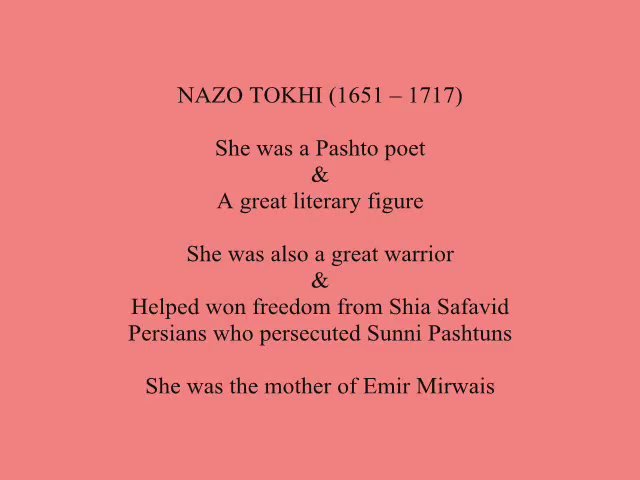 NAZO TOKHI (1651 – 1717)
She was a Pashto poet
&
A great literary figure
She was also a great warrior
&
Helped won freedom from Shia Safavid
Persians who persecuted Sunni Pashtuns
She was the mother of Emir Mirwais